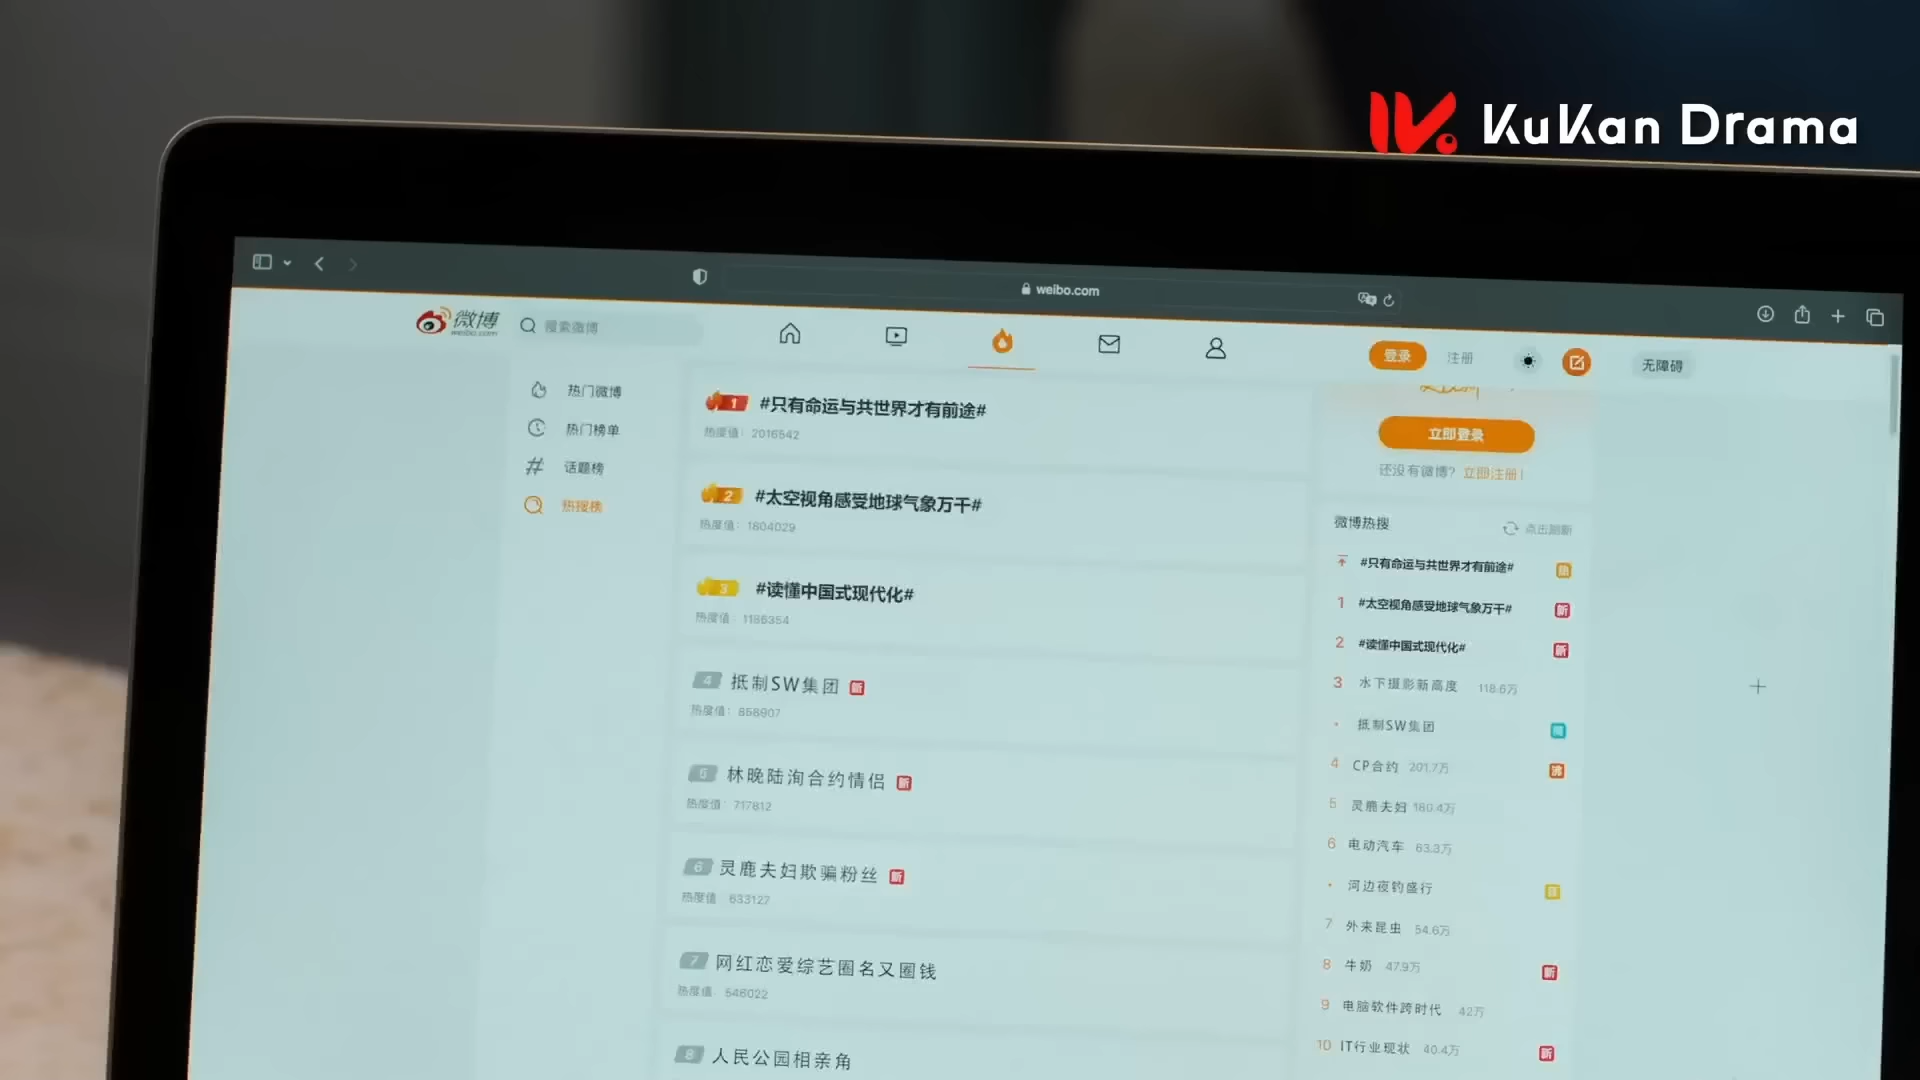 KuKan Drama
weibo.com
微博
weibo.com
搜索微博
登录
注册
无障碍
热门微博
热门榜单
话题榜
热搜榜
1 #只有命运与共世界才有前途#
热度值: 2016542
2 #太空视角感受地球气象万千#
热度值: 1804029
3 #读懂中国式现代化#
热度值: 1186354
4 抵制SW集团 新
热度值: 858907
5 林晚陆洵合约情侣 新
热度值: 717812
6 灵鹿夫妇欺骗粉丝 新
热度值: 633127
7 网红恋爱综艺圈名又圈钱
热度值: 546022
8 人民公园相亲角
立即登录
还没有微博? 立即注册!
微博热搜
点击刷新
#只有命运与共世界才有前途# 热
1 #太空视角感受地球气象万千# 新
2 #读懂中国式现代化# 新
3 水下摄影新高度 118.6万
抵制SW集团
4 CP合约 201.7万 沸
5 灵鹿夫妇 180.4万
6 电动汽车 63.3万
河边夜钓盛行
7 外来昆虫 54.6万
8 牛奶 47.9万 新
9 电脑软件跨时代 42万
10 IT行业现状 40.4万 新